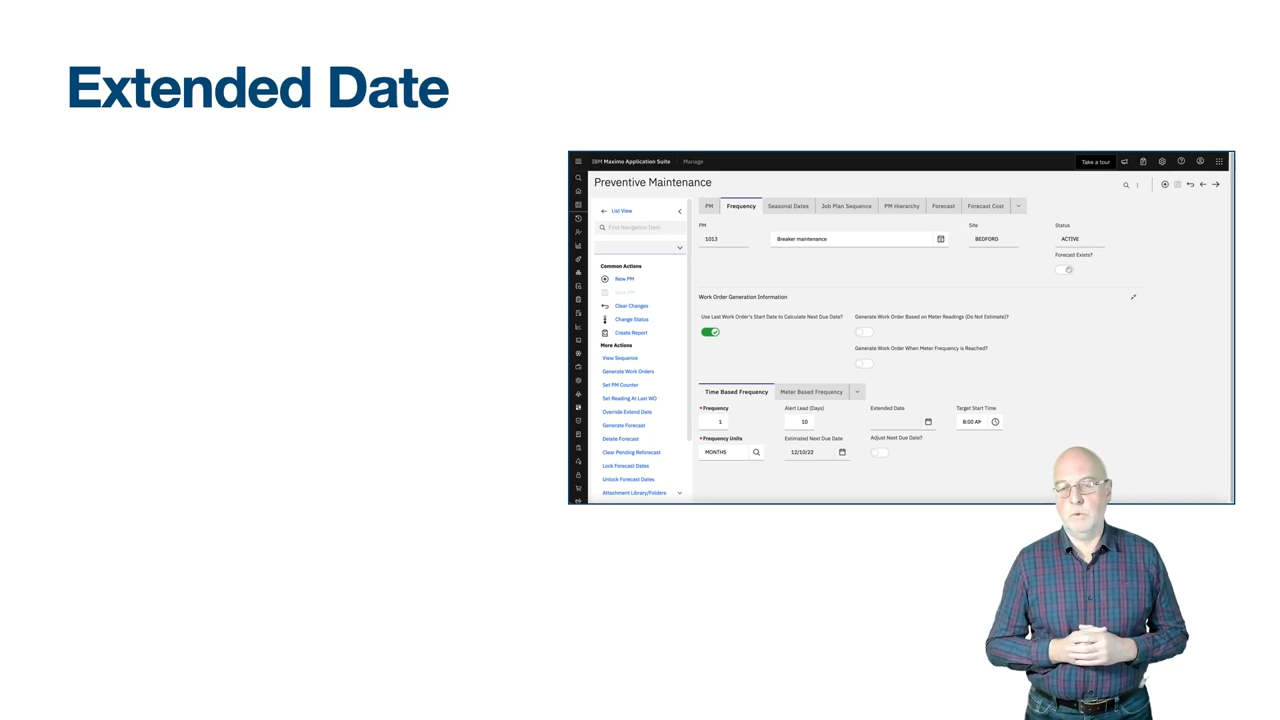 Extended Date
IBM Maximo Application Suite Manage Take a tour
Preventive Maintenance
List View
Find Navigation Item
Common Actions
New PM
Save PM
Clear Changes
Change Status
Create Report
More Actions
View Sequence
Generate Work Orders
Set PM Counter
Set Reading At Last WO
Override Extend Date
Generate Forecast
Delete Forecast
Clear Pending Reforecast
Lock Forecast Dates
Unlock Forecast Dates
Attachment Library/Folders
PM Frequency Seasonal Dates Job Plan Sequence PM Hierarchy Forecast Forecast Cost
PM Site Status
1013 Breaker maintenance BEDFORD ACTIVE
Forecast Exists?
Work Order Generation Information
Use Last Work Order's Start Date to Calculate Next Due Date? Generate Work Order Based on Meter Readings (Do Not Estimate)?
Generate Work Order When Meter Frequency is Reached?
Time Based Frequency Meter Based Frequency
* Frequency Alert Lead (Days) Extended Date Target Start Time
1 10 8:00 AM
* Frequency Units Estimated Next Due Date Adjust Next Due Date?
MONTHS 12/10/22